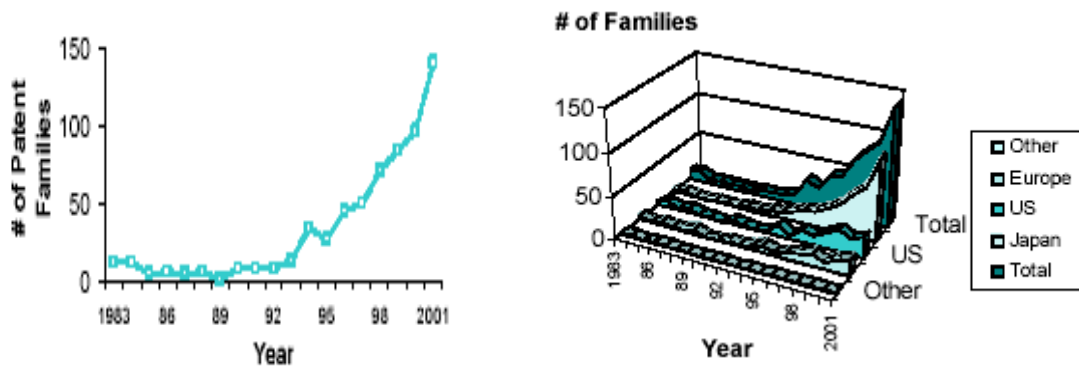 # of Patent
Families
150
100
50
0
1983 86 89 92 95 98 2001
Year
# of Families
150
100
50
0
1983 86 89 92 95 98 2001
Total
US
Other
Year
Other
Europe
US
Japan
Total